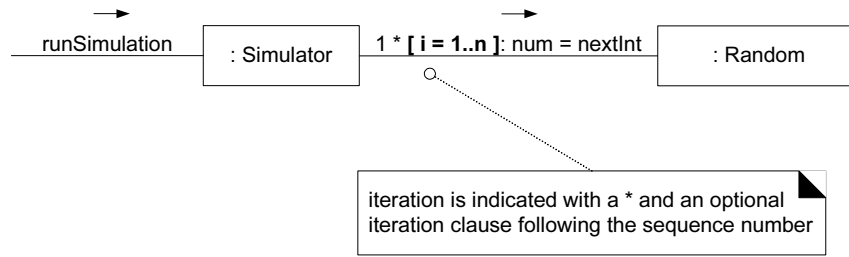 runSimulation
: Simulator
1 * [ i = 1..n ]: num = nextInt
: Random
iteration is indicated with a * and an optional
iteration clause following the sequence number